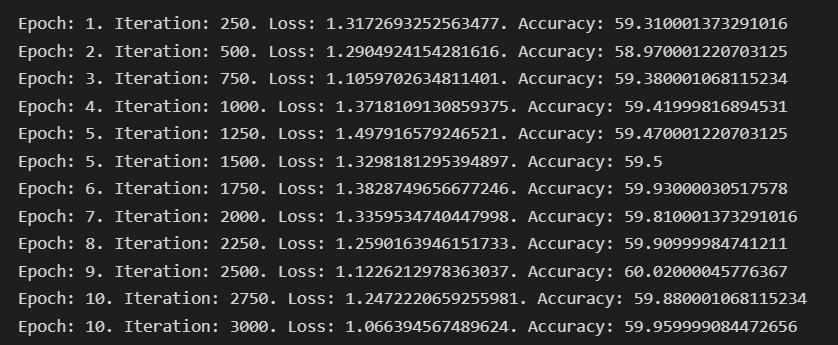 Epoch: 1. Iteration: 250. Loss: 1.3172693252563477. Accuracy: 59.310001373291016
Epoch: 2. Iteration: 500. Loss: 1.2904924154281616. Accuracy: 58.970001220703125
Epoch: 3. Iteration: 750. Loss: 1.1059702634811401. Accuracy: 59.380001068115234
Epoch: 4. Iteration: 1000. Loss: 1.3718109130859375. Accuracy: 59.41999816894531
Epoch: 5. Iteration: 1250. Loss: 1.497916579246521. Accuracy: 59.470001220703125
Epoch: 5. Iteration: 1500. Loss: 1.3298181295394897. Accuracy: 59.5
Epoch: 6. Iteration: 1750. Loss: 1.3828749656677246. Accuracy: 59.93000030517578
Epoch: 7. Iteration: 2000. Loss: 1.3359534740447998. Accuracy: 59.810001373291016
Epoch: 8. Iteration: 2250. Loss: 1.2590163946151733. Accuracy: 59.90999984741211
Epoch: 9. Iteration: 2500. Loss: 1.1226212978363037. Accuracy: 60.02000045776367
Epoch: 10. Iteration: 2750. Loss: 1.2472220659255981. Accuracy: 59.880001068115234
Epoch: 10. Iteration: 3000. Loss: 1.066394567489624. Accuracy: 59.959999084472656